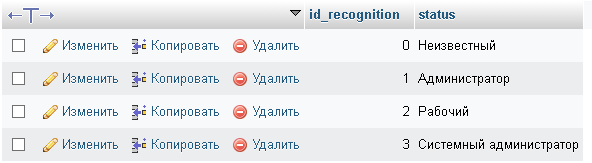 id_recognition status
Изменить Копировать Удалить 0 Неизвестный
Изменить Копировать Удалить 1 Администратор
Изменить Копировать Удалить 2 Рабочий
Изменить Копировать Удалить 3 Системный администратор